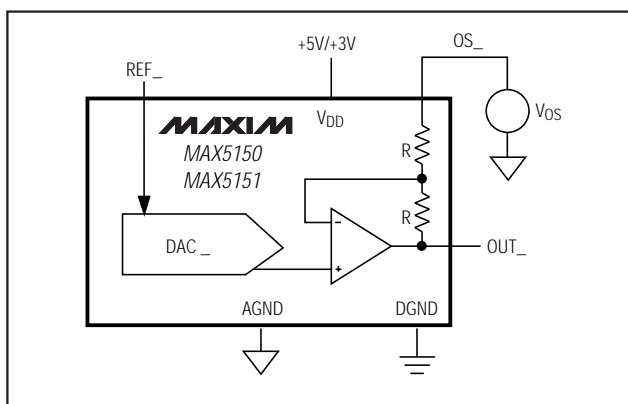 +5V/+3V
OS_
REF_
VOS
MAXIM
VDD
MAX5150
MAX5151
R
R
-
+
DAC _
OUT_
AGND
DGND